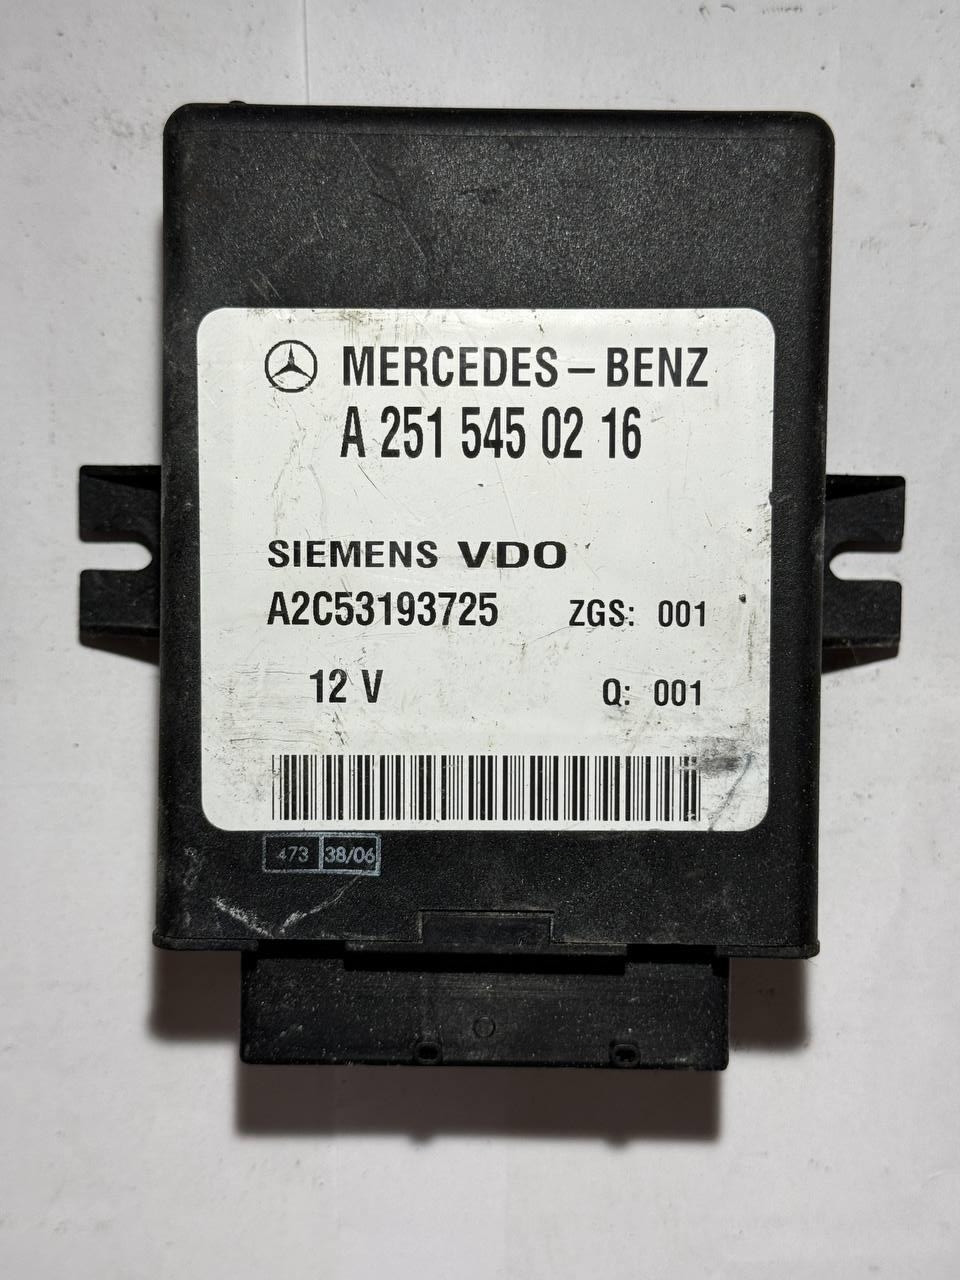 MERCEDES-BENZ
A 251 545 02 16
SIEMENS VDO
A2C53193725 ZGS: 001
12 V Q: 001
473 38/06